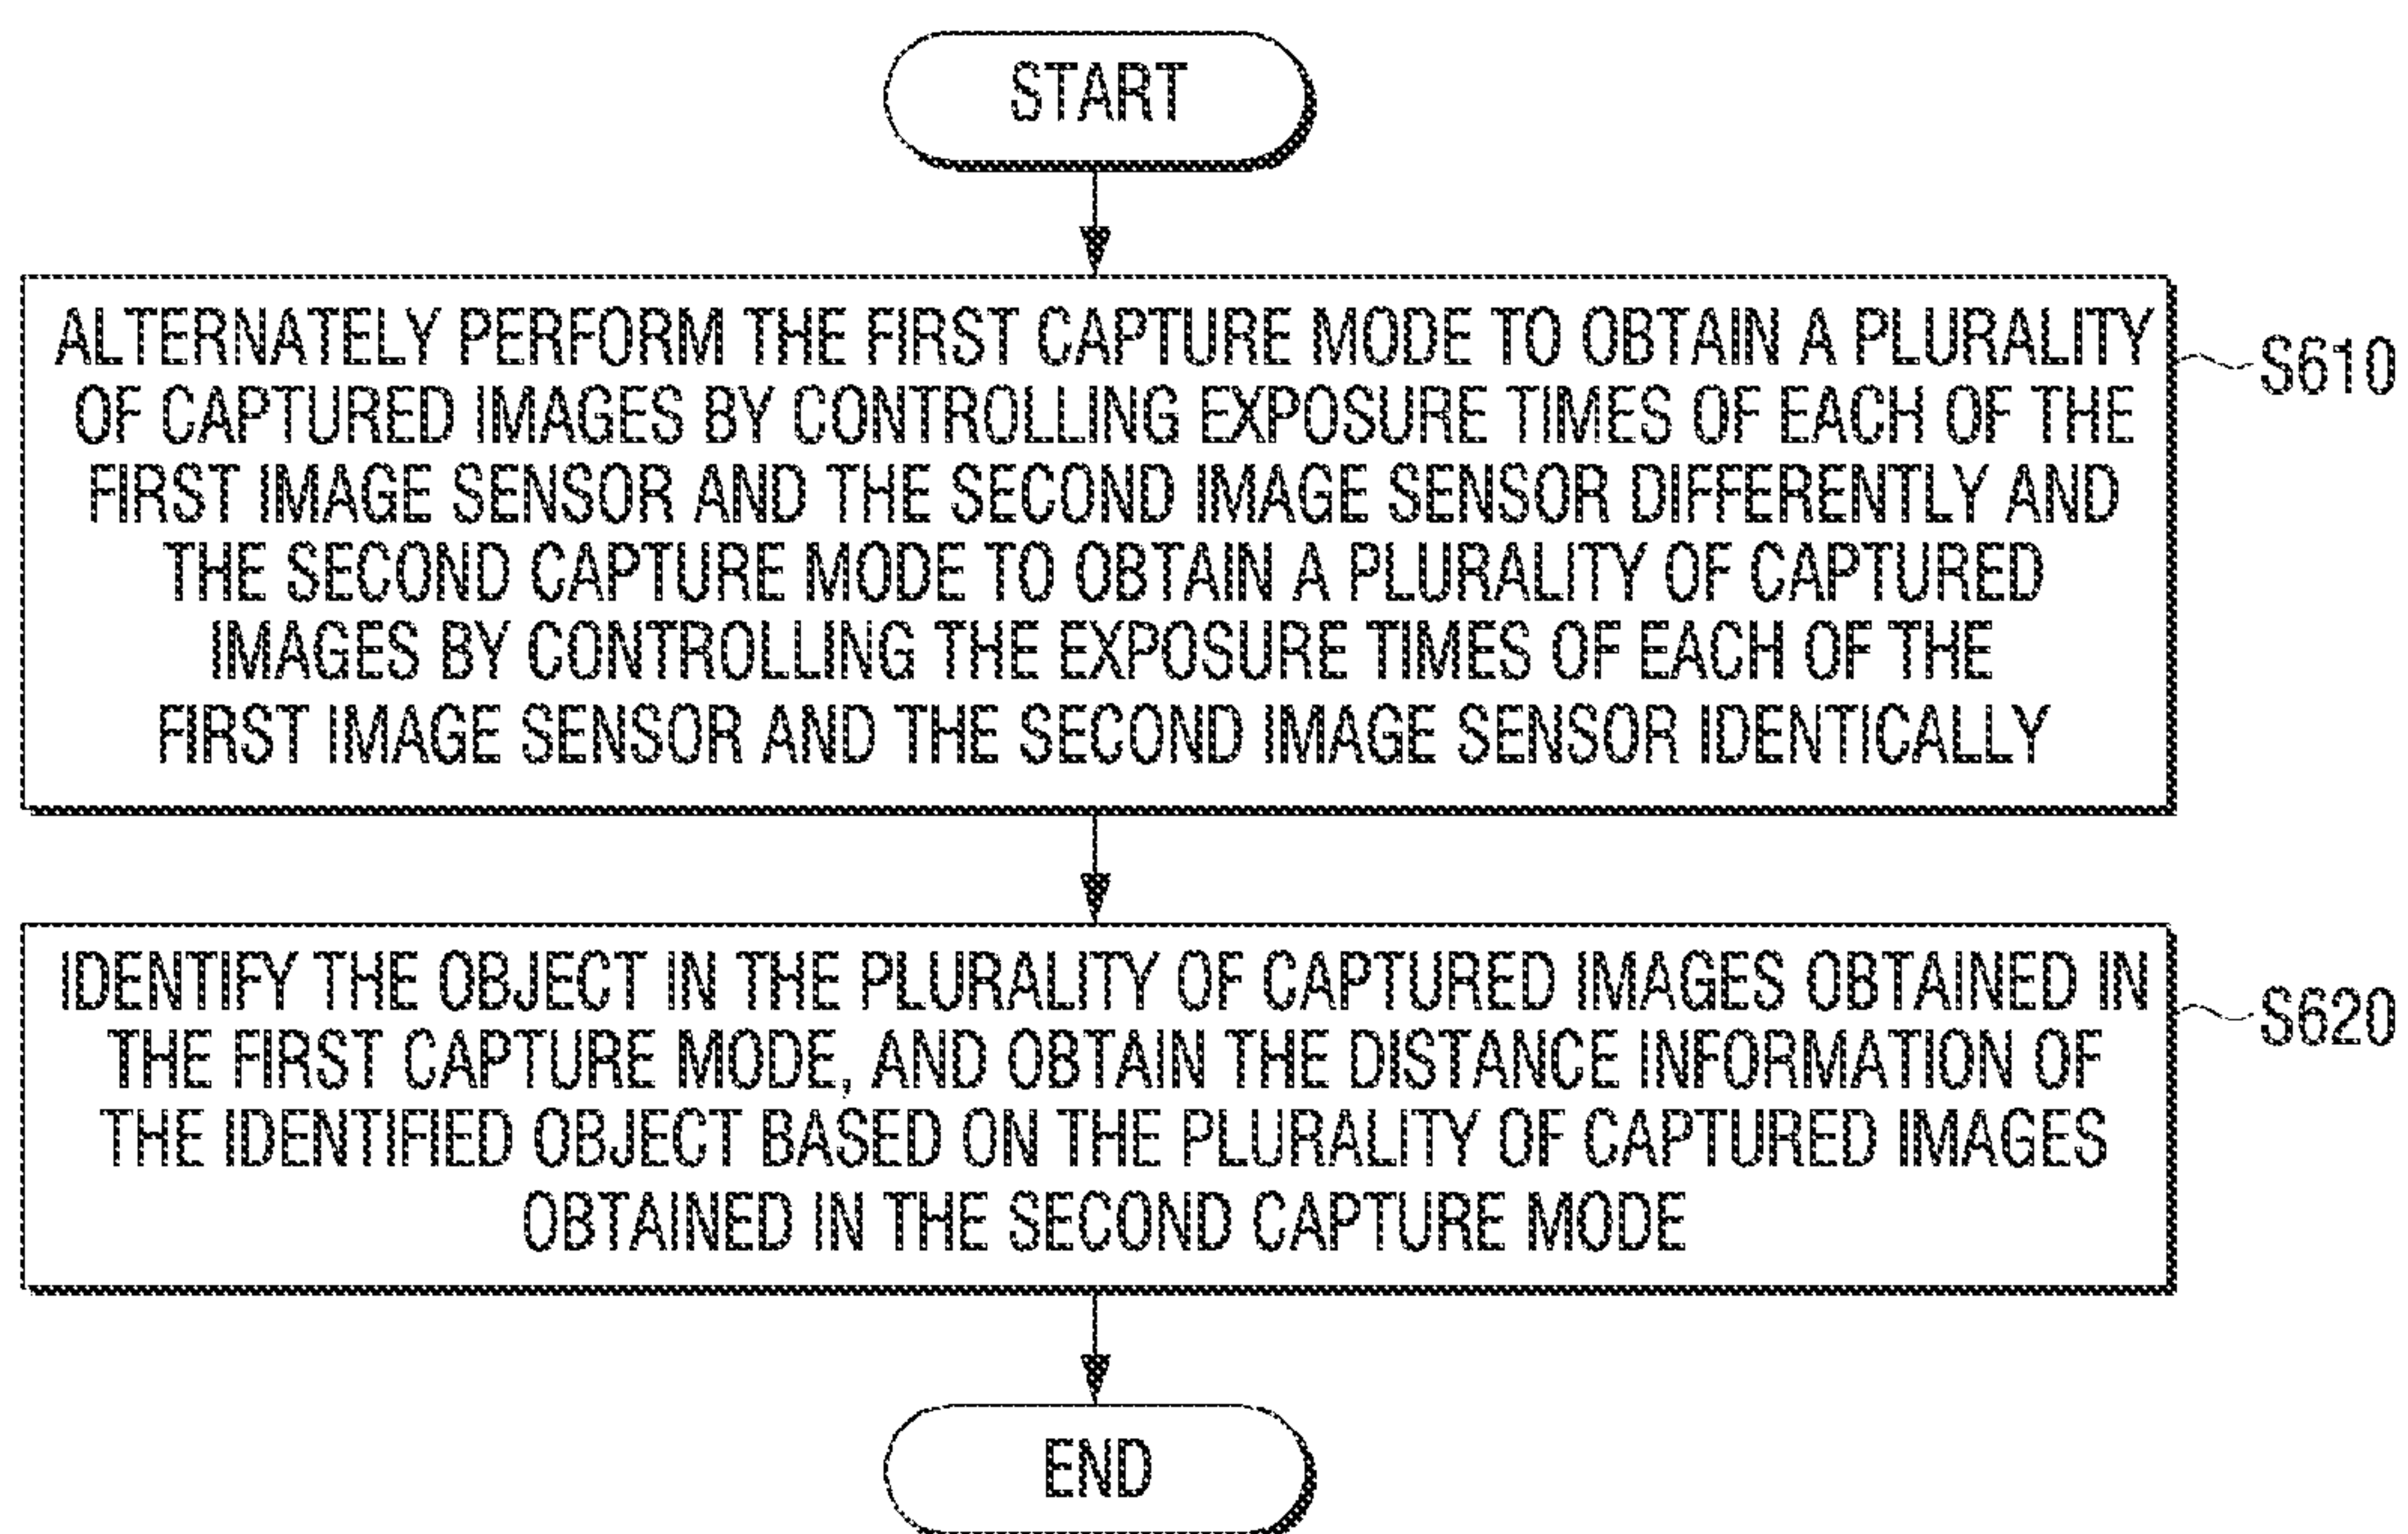 START
ALTERNATELY PERFORM THE FIRST CAPTURE MODE TO OBTAIN A PLURALITY
OF CAPTURED IMAGES BY CONTROLLING EXPOSURE TIMES OF EACH OF THE
FIRST IMAGE SENSOR AND THE SECOND IMAGE SENSOR DIFFERENTLY AND
THE SECOND CAPTURE MODE TO OBTAIN A PLURALITY OF CAPTURED
IMAGES BY CONTROLLING THE EXPOSURE TIMES OF EACH OF THE
FIRST IMAGE SENSOR AND THE SECOND IMAGE SENSOR IDENTICALLY
S610
IDENTIFY THE OBJECT IN THE PLURALITY OF CAPTURED IMAGES OBTAINED IN
THE FIRST CAPTURE MODE, AND OBTAIN THE DISTANCE INFORMATION OF
THE IDENTIFIED OBJECT BASED ON THE PLURALITY OF CAPTURED IMAGES
OBTAINED IN THE SECOND CAPTURE MODE
S620
END